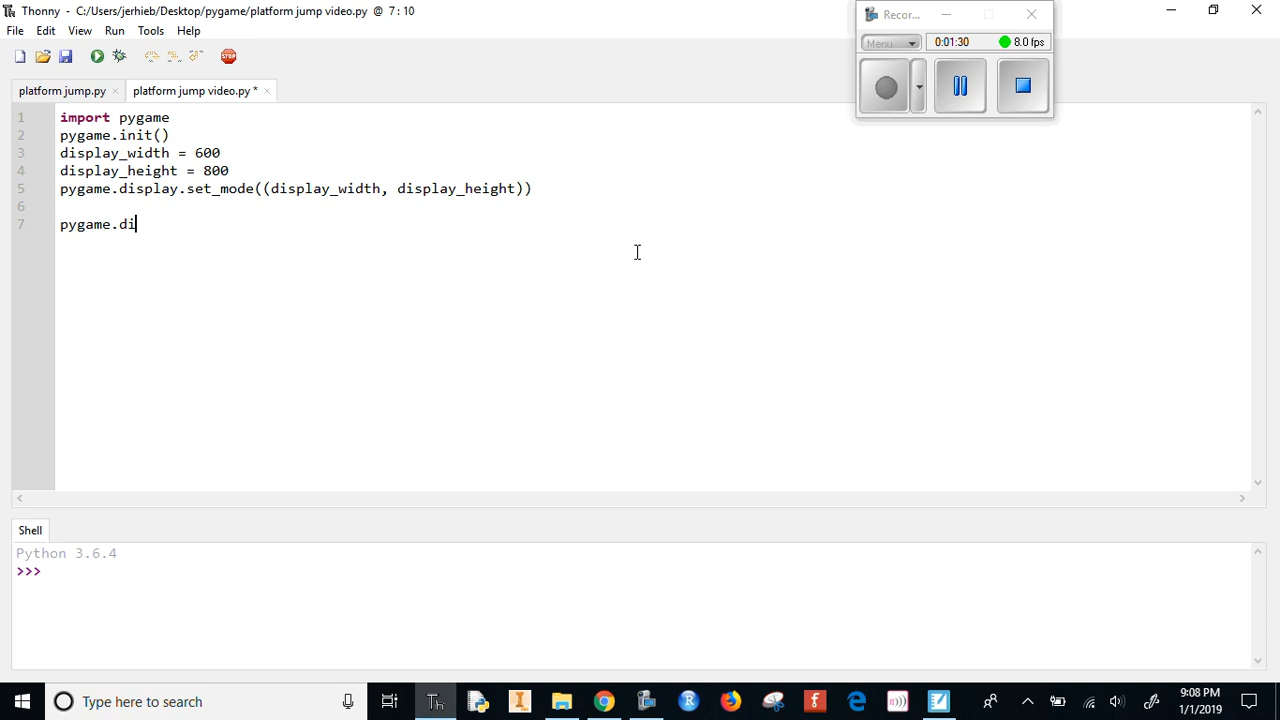 Thonny - C:/Users/jerhieb/Desktop/pygame/platform jump video.py @ 7 : 10
Recor...
File Edit View Run Tools Help
Menu 0:01:30 8.0 fps
STOP
platform jump.py × platform jump video.py * ×
1 import pygame
2 pygame.init()
3 display_width = 600
4 display_height = 800
5 pygame.display.set_mode((display_width, display_height))
6
7 pygame.di
Shell
Python 3.6.4
>>>
Type here to search
Th
R
f
n))
9:08 PM
1/1/2019